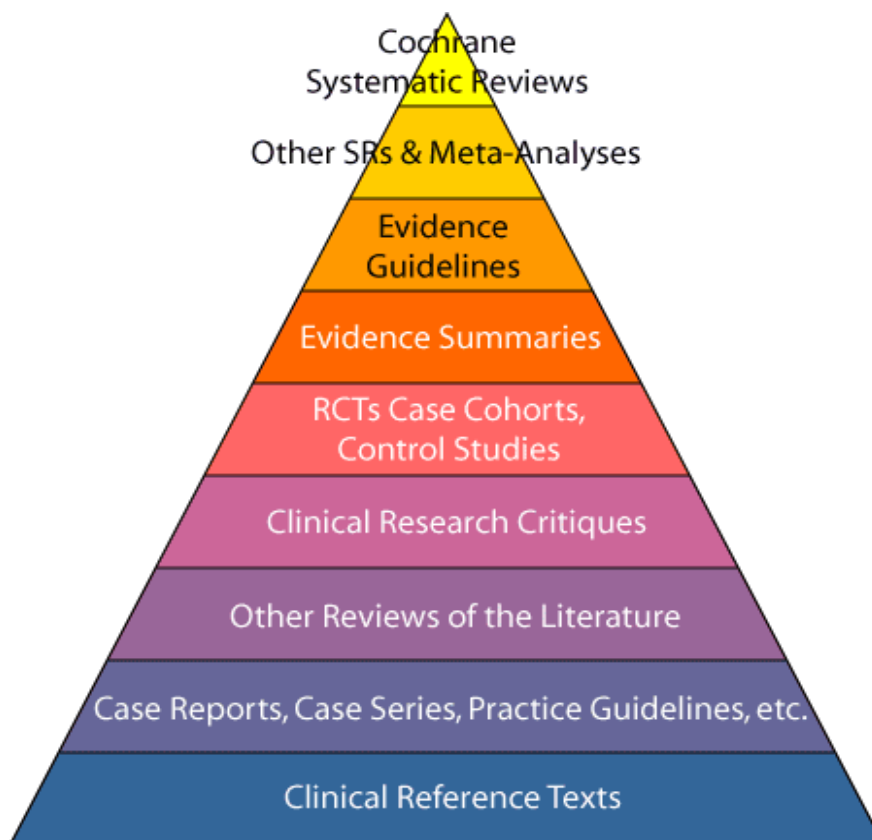 Cochrane
Systematic Reviews
Other SRs & Meta-Analyses
Evidence
Guidelines
Evidence Summaries
RCTs Case Cohorts,
Control Studies
Clinical Research Critiques
Other Reviews of the Literature
Case Reports, Case Series, Practice Guidelines, etc.
Clinical Reference Texts